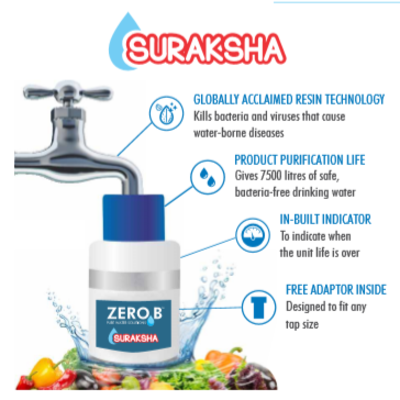 SURAKSHA
GLOBALLY ACCLAIMED RESIN TECHNOLOGY
Kills bacteria and viruses that cause
water-borne diseases
PRODUCT PURIFICATION LIFE
Gives 7500 litres of safe,
bacteria-free drinking water
IN-BUILT INDICATOR
To indicate when
the unit life is over
FREE ADAPTOR INSIDE
Designed to fit any
tap size
ZERO B
SURAKSHA